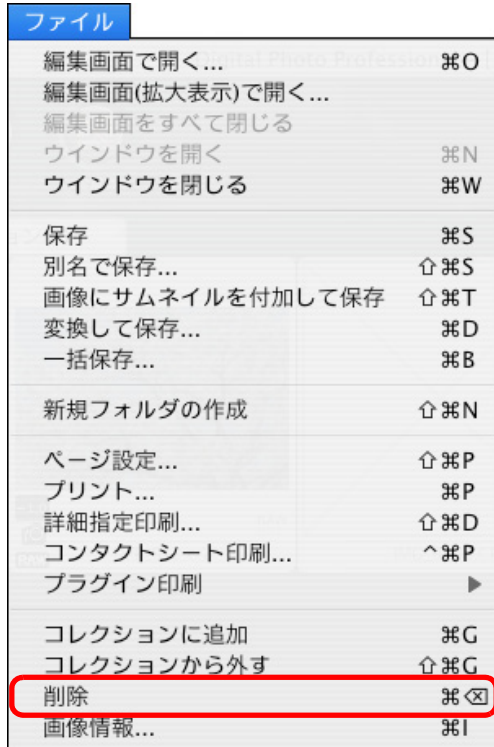 ファイル
編集画面で開く... ⌘O
編集画面(拡大表示)で開く...
編集画面をすべて閉じる
ウインドウを開く ⌘N
ウインドウを閉じる ⌘W
保存 ⌘S
別名で保存... ⇧⌘S
画像にサムネイルを付加して保存 ⇧⌘T
変換して保存... ⌘D
一括保存... ⌘B
新規フォルダの作成 ⇧⌘N
ページ設定... ⇧⌘P
プリント... ⌘P
詳細指定印刷... ⇧⌘D
コンタクトシート印刷... ^⌘P
プラグイン印刷 ▶
コレクションに追加 ⌘G
コレクションから外す ⇧⌘G
削除 ⌘⌫
画像情報... ⌘I